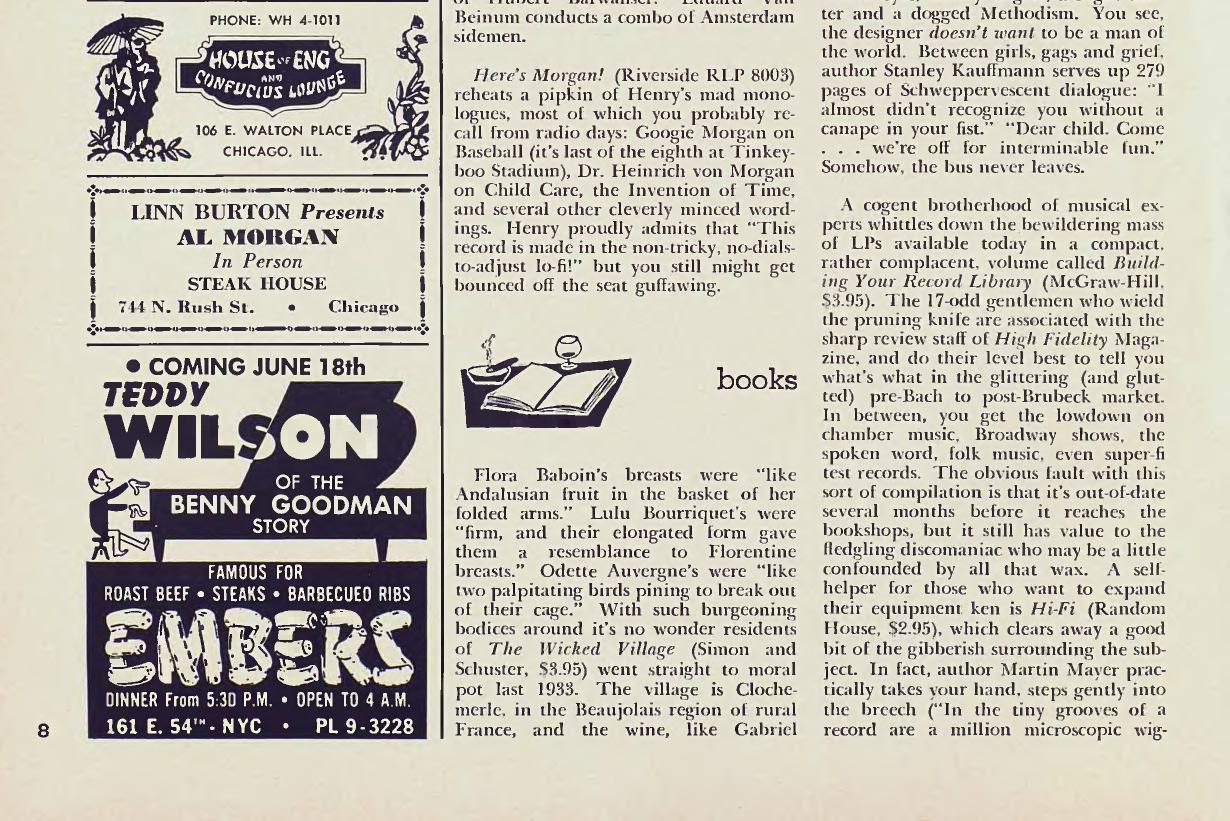 PHONE: WH 4-1011
HOUSE OF ENG
AND
CONFUCIUS LOUNGE
106 E. WALTON PLACE
CHICAGO, ILL.
LINN BURTON Presents
AL MORGAN
In Person
STEAK HOUSE
744 N. Rush St. • Chicago
• COMING JUNE 18th
TEDDY
WILSON
OF THE
BENNY GOODMAN
STORY
FAMOUS FOR
ROAST BEEF • STEAKS • BARBECUED RIBS
EMBERS
DINNER From 5:30 P.M. • OPEN TO 4 A.M.
161 E. 54TH • NYC • PL 9-3228
8
Beinum conducts a combo of Amsterdam
sidemen.
Here's Morgan! (Riverside RLP 8003)
reheats a pipkin of Henry's mad mono-
logues, most of which you probably re-
call from radio days: Googie Morgan on
Baseball (it's last of the eighth at Tinkey-
boo Stadium), Dr. Heinrich von Morgan
on Child Care, the Invention of Time,
and several other cleverly minced word-
ings. Henry proudly admits that "This
record is made in the non-tricky, no-dials-
to-adjust lo-fi!" but you still might get
bounced off the seat guffawing.
books
Flora Baboin's breasts were "like
Andalusian fruit in the basket of her
folded arms." Lulu Bourriquet's were
"firm, and their elongated form gave
them a resemblance to Florentine
breasts." Odette Auvergne's were "like
two palpitating birds pining to break out
of their cage." With such burgeoning
bodices around it's no wonder residents
of The Wicked Village (Simon and
Schuster, $3.95) went straight to moral
pot last 1933. The village is Cloche-
merle, in the Beaujolais region of rural
France, and the wine, like Gabriel
ter and a dogged Methodism. You see,
the designer doesn't want to be a man of
the world. Between girls, gags and grief,
author Stanley Kauffmann serves up 279
pages of Schweppervescent dialogue: "I
almost didn't recognize you without a
canape in your fist." "Dear child. Come
. . . we're off for interminable fun."
Somehow, the bus never leaves.
A cogent brotherhood of musical ex-
perts whittles down the bewildering mass
of LPs available today in a compact,
rather complacent, volume called Build-
ing Your Record Library (McGraw-Hill,
$3.95). The 17-odd gentlemen who wield
the pruning knife are associated with the
sharp review staff of High Fidelity Maga-
zine, and do their level best to tell you
what's what in the glittering (and glut-
ted) pre-Bach to post-Brubeck market.
In between, you get the lowdown on
chamber music, Broadway shows, the
spoken word, folk music, even super-fi
test records. The obvious fault with this
sort of compilation is that it's out-of-date
several months before it reaches the
bookshops, but it still has value to the
fledgling discomaniac who may be a little
confounded by all that wax. A self-
helper for those who want to expand
their equipment ken is Hi-Fi (Random
House, $2.95), which clears away a good
bit of the gibberish surrounding the sub-
ject. In fact, author Martin Mayer prac-
tically takes your hand, steps gently into
the breech ("In the tiny grooves of a
record are a million microscopic wig-